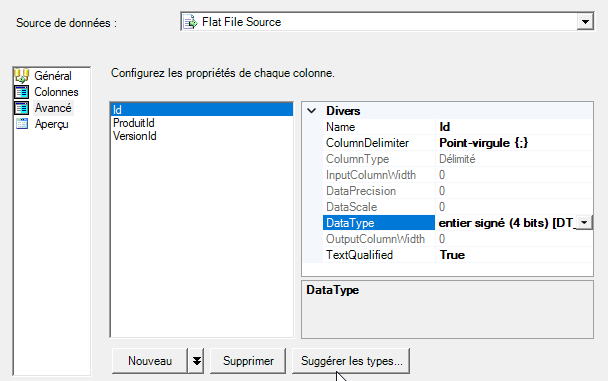 Source de données :
Flat File Source
Général
Colonnes
Avancé
Aperçu
Configurez les propriétés de chaque colonne.
Id
ProduitId
VersionId
Divers
Name Id
ColumnDelimiter Point-virgule {;}
ColumnType Délimité
InputColumnWidth 0
DataPrecision 0
DataScale 0
DataType entier signé (4 bits) [DT_
OutputColumnWidth 0
TextQualified True
DataType
Nouveau Supprimer Suggérer les types...